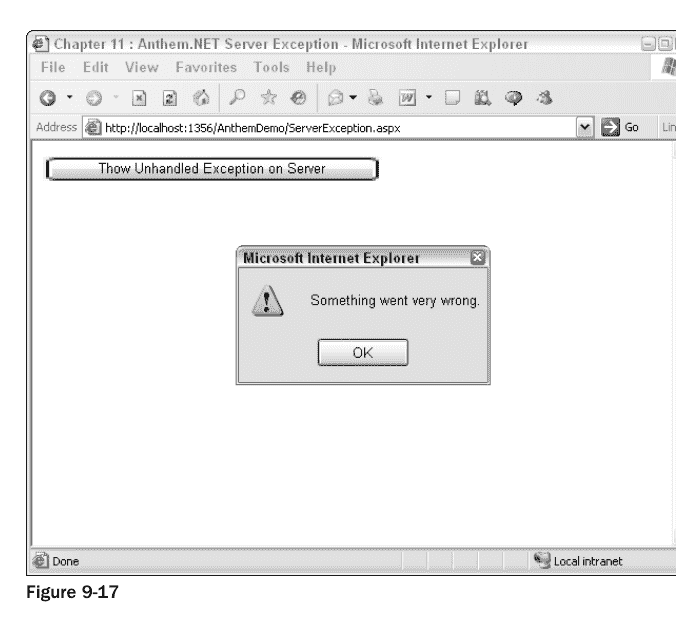 Chapter 11 : Anthem.NET Server Exception - Microsoft Internet Explorer
File Edit View Favorites Tools Help
Address http://localhost:1356/AnthemDemo/ServerException.aspx Go Lin
Thow Unhandled Exception on Server
Microsoft Internet Explorer
Something went very wrong.
OK
Done Local intranet
Figure 9-17